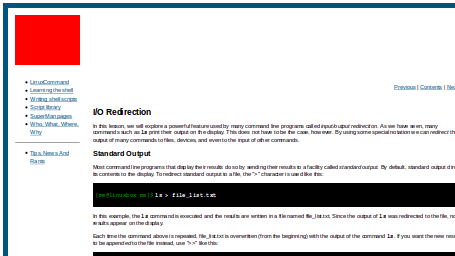 LinuxCommand
Learning the shell
Writing shell scripts
Script library
SuperMan pages
Who, What, Where,
Why
Tips, News And
Rants
Previous | Contents |
I/O Redirection
In this lesson, we will explore a powerful feature used by many command line programs called input/output redirection. As we have seen, many
commands such as ls print their output on the display. This does not have to be the case, however. By using some special notation we can redirect
output of many commands to files, devices, and even to the input of other commands.
Standard Output
Most command line programs that display their results do so by sending their results to a facility called standard output. By default, standard output
its contents to the display. To redirect standard output to a file, the ">" character is used like this:
[me@linuxbox me]$ ls > file_list.txt
In this example, the ls command is executed and the results are written in a file named file_list.txt. Since the output of ls was redirected to the file,
results appear on the display.
Each time the command above is repeated, file_list.txt is overwritten (from the beginning) with the output of the command ls. If you want the new
to be appended to the file instead, use ">>" like this: